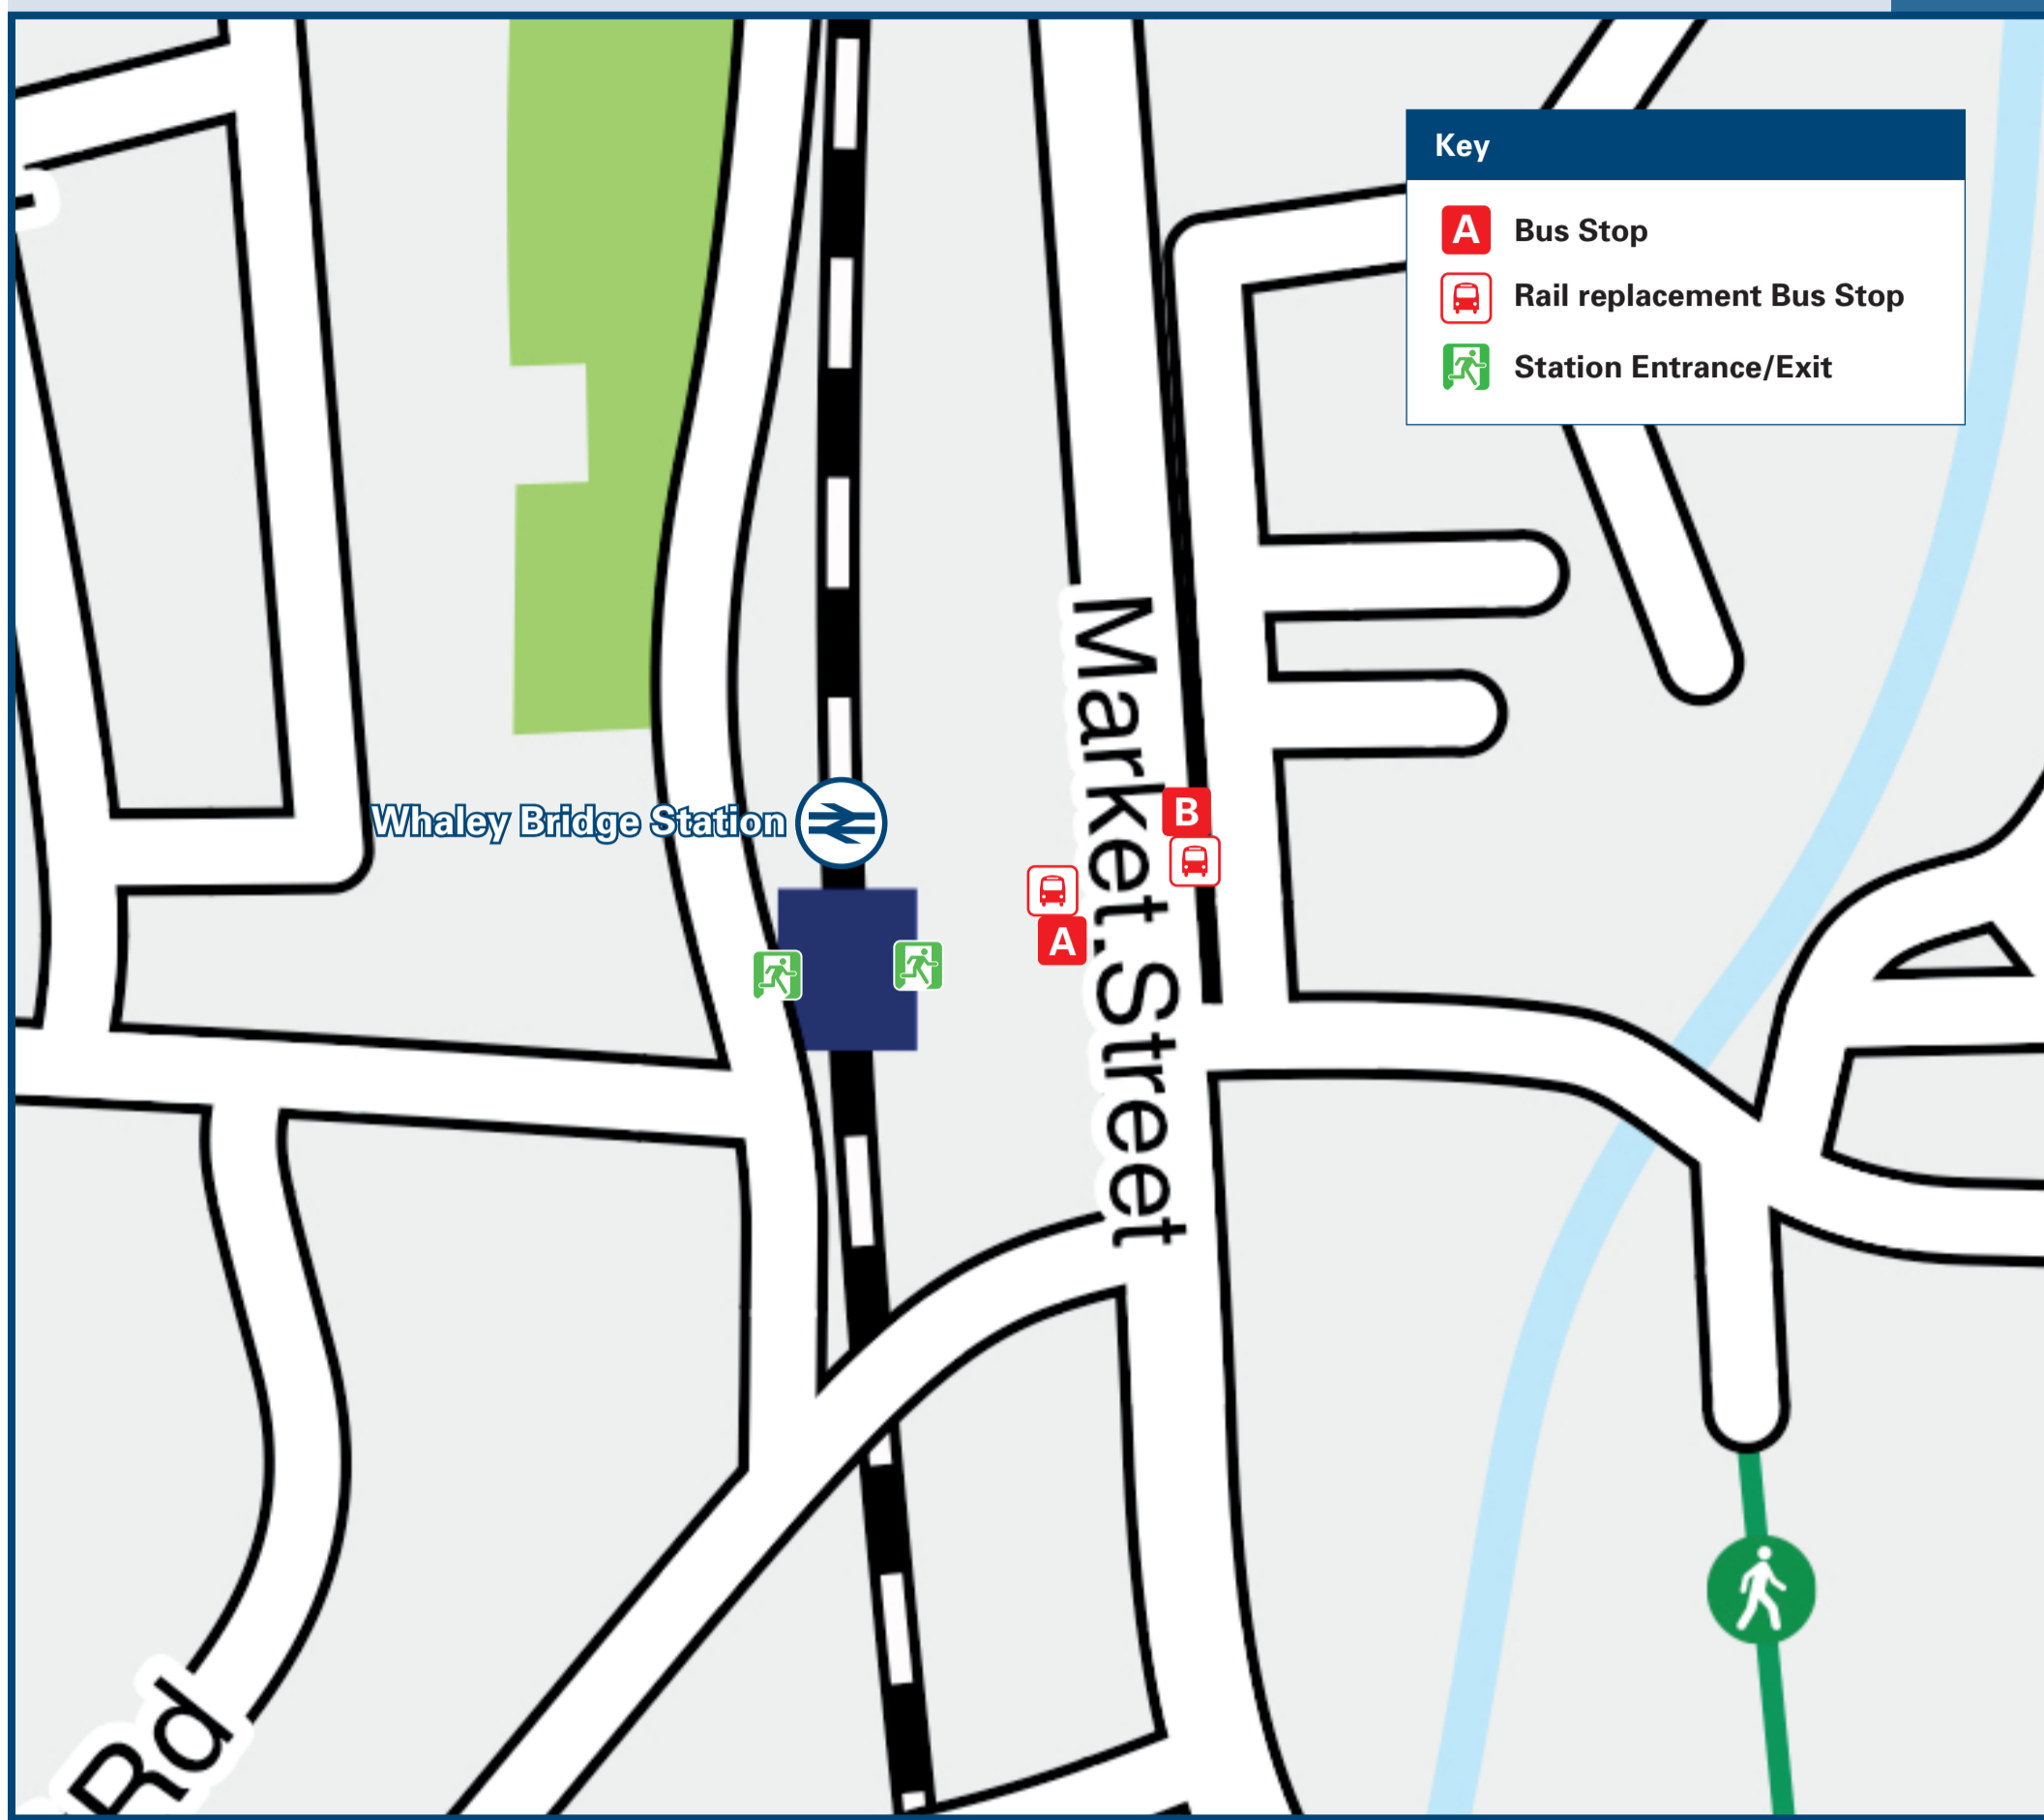 Key
A Bus Stop
Rail replacement Bus Stop
Station Entrance/Exit
Market Street
Whaley Bridge Station
B
A
Rd